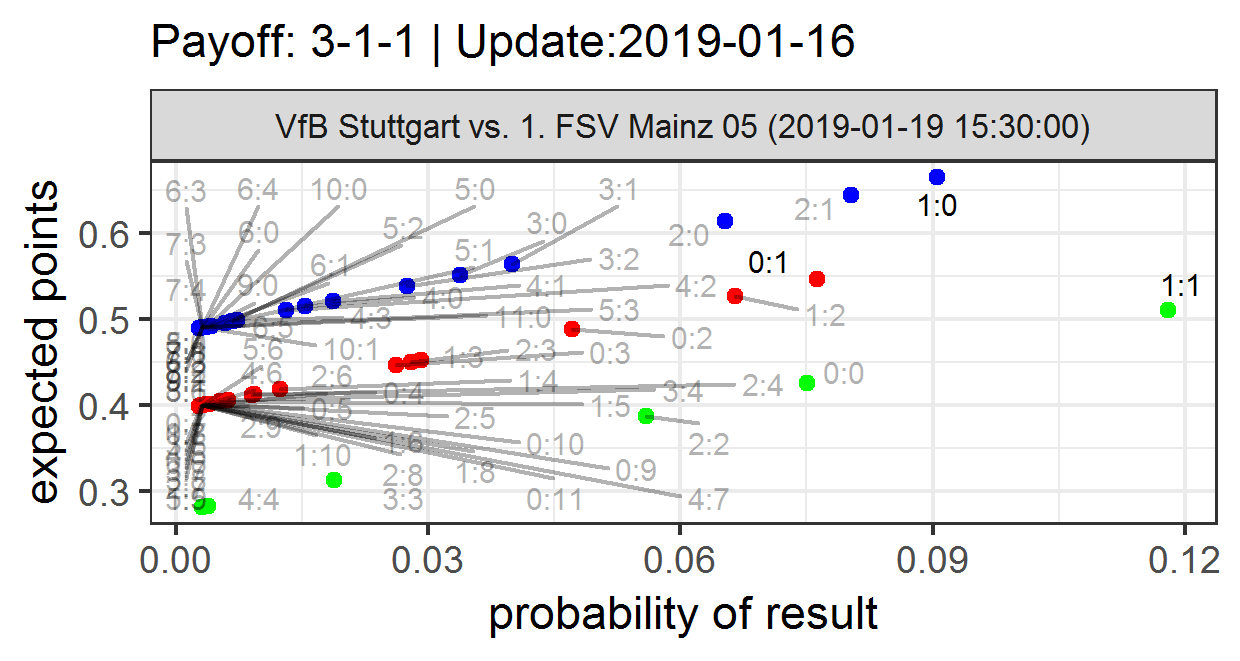 Payoff: 3-1-1 | Update:2019-01-16
VfB Stuttgart vs. 1. FSV Mainz 05 (2019-01-19 15:30:00)
expected points
0.6
0.5
0.4
0.3
6:3 6:4 10:0 5:0 3:1
7:3 6:0 5:2 3:0 2:1 1:0
5:1 2:0
7:4 9:0 6:1 3:2 0:1
4:0 4:1 4:2 1:1
6:5 4:3 11:0 5:3 1:2
5:6 10:1 1:3 2:3 0:3 0:2
4:6 2:6 0:4 1:4 3:4 2:4 0:0
0:5 2:5 1:5
2:9 1:6 0:10 2:2
1:10 2:8 1:8 0:9
5:5 4:4 3:3 0:11 4:7
0.00 0.03 0.06 0.09 0.12
probability of result